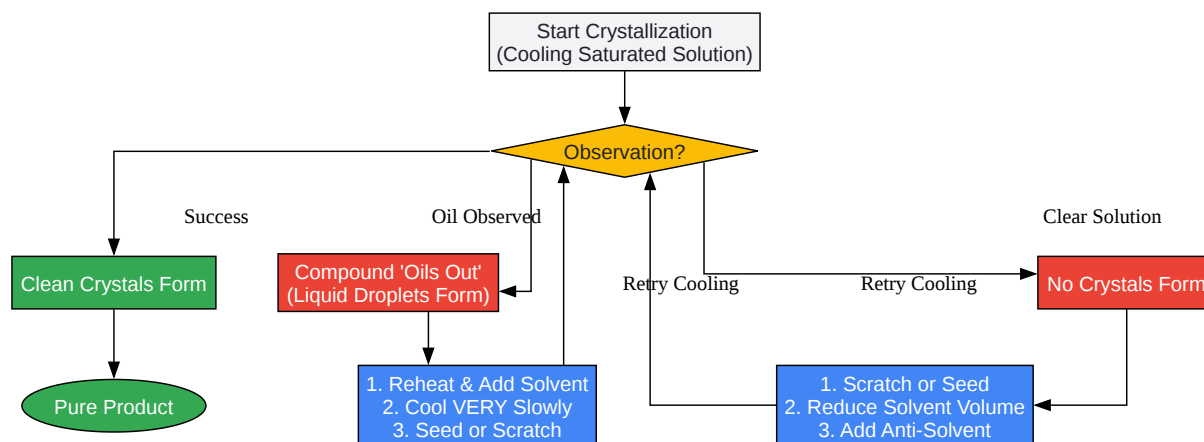 Start Crystallization
(Cooling Saturated Solution)
Observation?
Success
Oil Observed
Clear Solution
Clean Crystals Form
Compound 'Oils Out'
(Liquid Droplets Form)
Retry Cooling
Retry Cooling
No Crystals Form
Pure Product
1. Reheat & Add Solvent
2. Cool VERY Slowly
3. Seed or Scratch
1. Scratch or Seed
2. Reduce Solvent Volume
3. Add Anti-Solvent